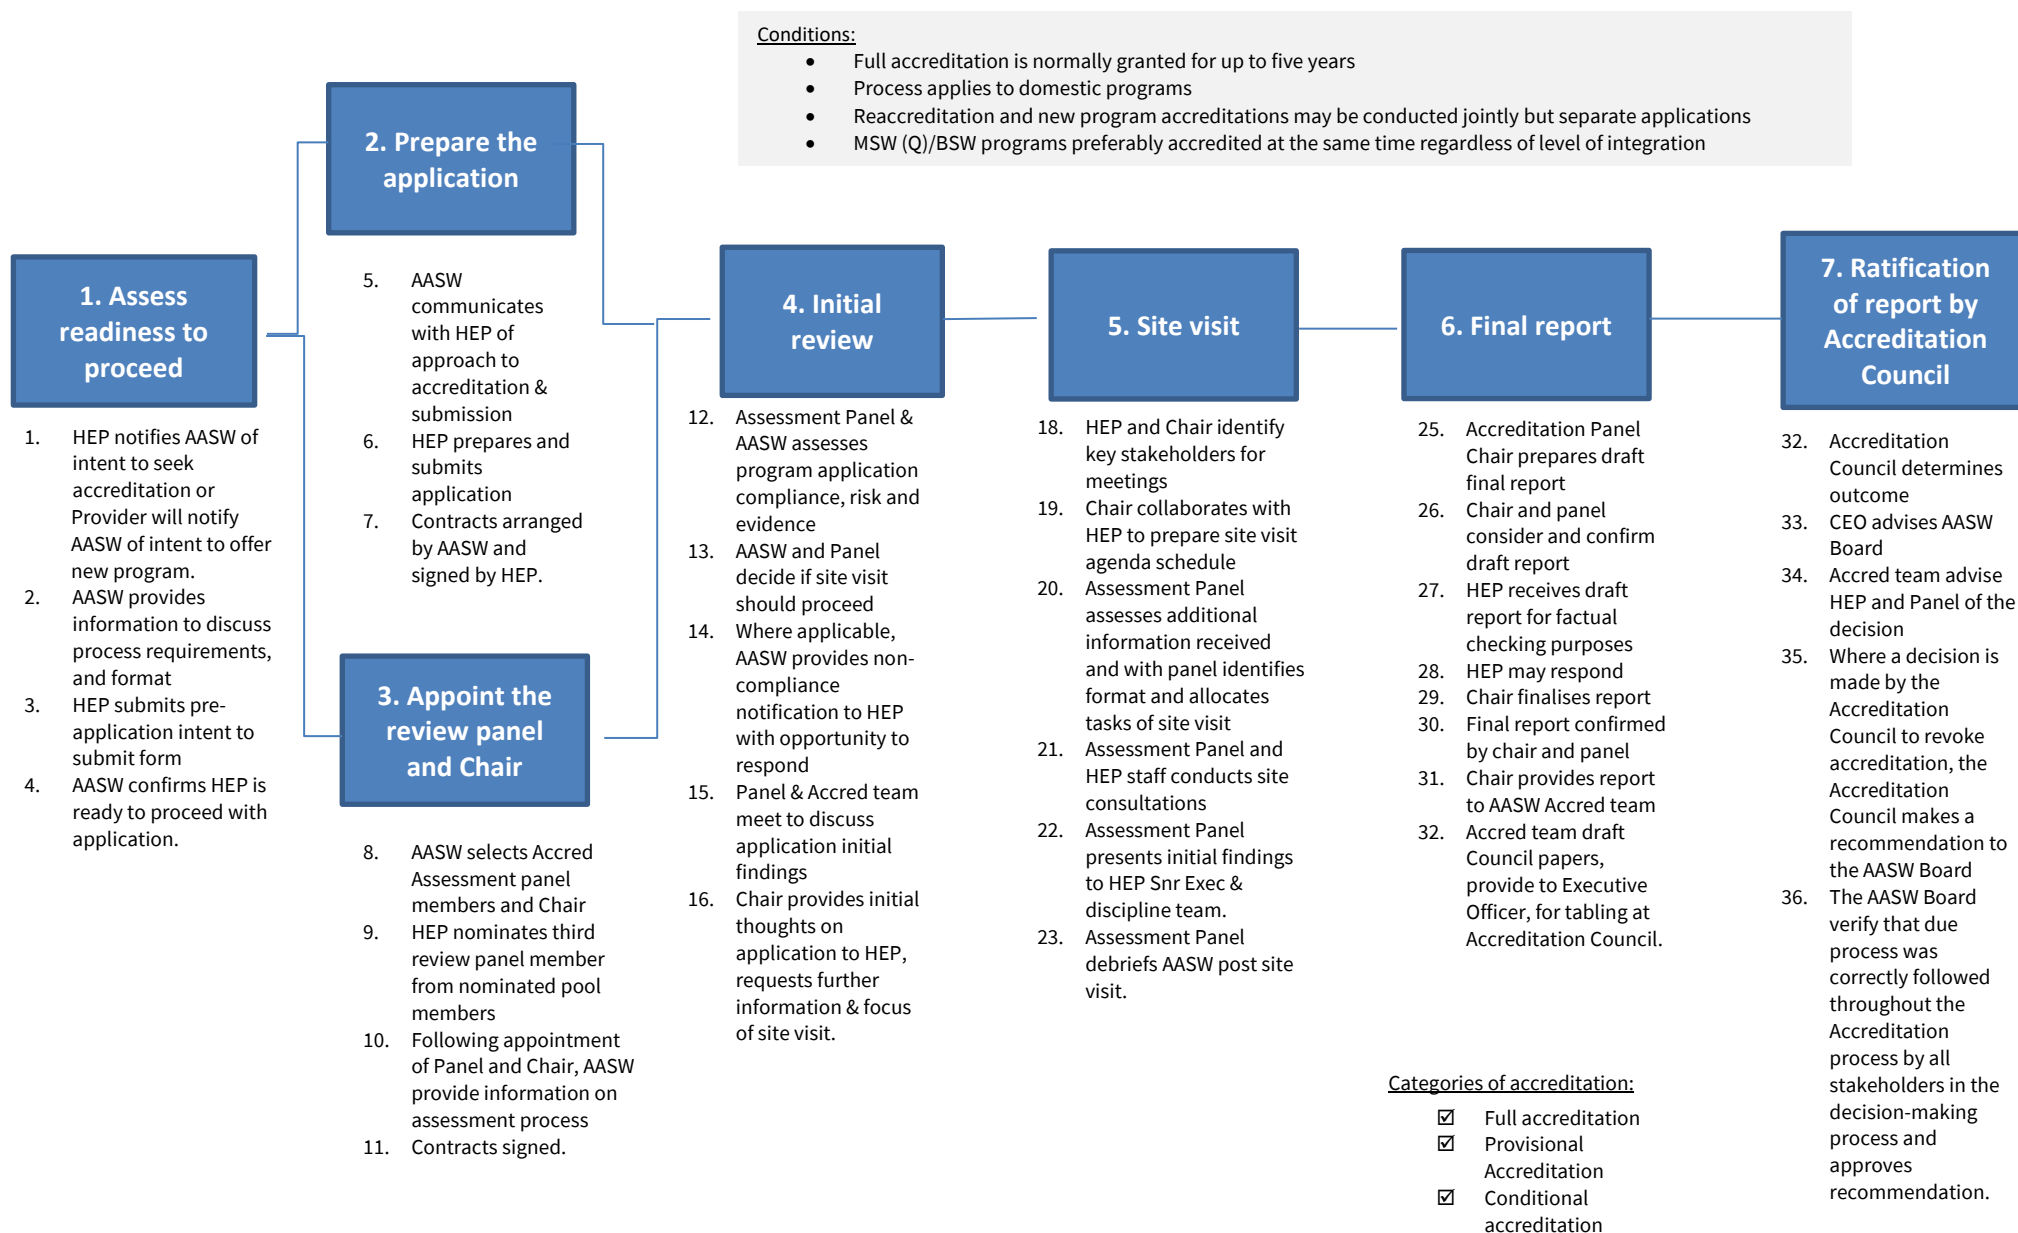 Conditions:
• Full accreditation is normally granted for up to five years
• Process applies to domestic programs
• Reaccreditation and new program accreditations may be conducted jointly but separate applications
• MSW (Q)/BSW programs preferably accredited at the same time regardless of level of integration
1. Assess
readiness to
proceed
1. HEP notifies AASW of
intent to seek
accreditation or
Provider will notify
AASW of intent to offer
new program.
2. AASW provides
information to discuss
process requirements,
and format
3. HEP submits pre-
application intent to
submit form
4. AASW confirms HEP is
ready to proceed with
application.
2. Prepare the
application
5. AASW
communicates
with HEP of
approach to
accreditation &
submission
6. HEP prepares and
submits
application
7. Contracts arranged
by AASW and
signed by HEP.
3. Appoint the
review panel
and Chair
8. AASW selects Accred
Assessment panel
members and Chair
9. HEP nominates third
review panel member
from nominated pool
members
10. Following appointment
of Panel and Chair, AASW
provide information on
assessment process
11. Contracts signed.
4. Initial
review
12. Assessment Panel &
AASW assesses
program application
compliance, risk and
evidence
13. AASW and Panel
decide if site visit
should proceed
14. Where applicable,
AASW provides non-
compliance
notification to HEP
with opportunity to
respond
15. Panel & Accred team
meet to discuss
application initial
findings
16. Chair provides initial
thoughts on
application to HEP,
requests further
information & focus
of site visit.
5. Site visit
18. HEP and Chair identify
key stakeholders for
meetings
19. Chair collaborates with
HEP to prepare site visit
agenda schedule
20. Assessment Panel
assesses additional
information received
and with panel identifies
format and allocates
tasks of site visit
21. Assessment Panel and
HEP staff conducts site
consultations
22. Assessment Panel
presents initial findings
to HEP Snr Exec &
discipline team.
23. Assessment Panel
debriefs AASW post site
visit.
6. Final report
25. Accreditation Panel
Chair prepares draft
final report
26. Chair and panel
consider and confirm
draft report
27. HEP receives draft
report for factual
checking purposes
28. HEP may respond
29. Chair finalises report
30. Final report confirmed
by chair and panel
31. Chair provides report
to AASW Accred team
32. Accred team draft
Council papers,
provide to Executive
Officer, for tabling at
Accreditation Council.
7. Ratification
of report by
Accreditation
Council
32. Accreditation
Council determines
outcome
33. CEO advises AASW
Board
34. Accred team advise
HEP and Panel of the
decision
35. Where a decision is
made by the
Accreditation
Council to revoke
accreditation, the
Accreditation
Council makes a
recommendation to
the AASW Board
36. The AASW Board
verify that due
process was
correctly followed
throughout the
Accreditation
process by all
stakeholders in the
decision-making
process and
approves
recommendation.
Categories of accreditation:
☑ Full accreditation
☑ Provisional
Accreditation
☑ Conditional
accreditation